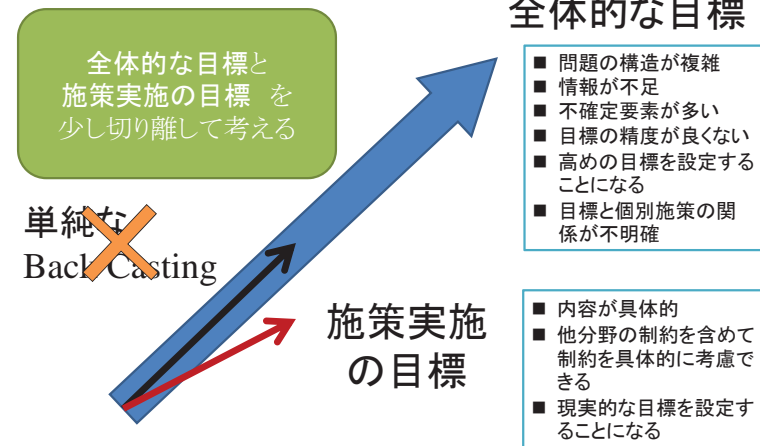 全体的な目標
全体的な目標と
施策実施の目標 を
少し切り離して考える
■ 問題の構造が複雑
■ 情報が不足
■ 不確定要素が多い
■ 目標の精度が良くない
■ 高めの目標を設定する
ことになる
■ 目標と個別施策の関
係が不明確
単純な
Back Casting
施策実施
の目標
■ 内容が具体的
■ 他分野の制約を含めて
制約を具体的に考慮で
きる
■ 現実的な目標を設定す
ることになる